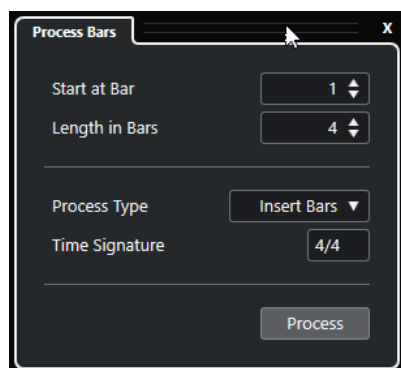 Process Bars x
Start at Bar 1
Length in Bars 4
Process Type Insert Bars
Time Signature 4/4
Process